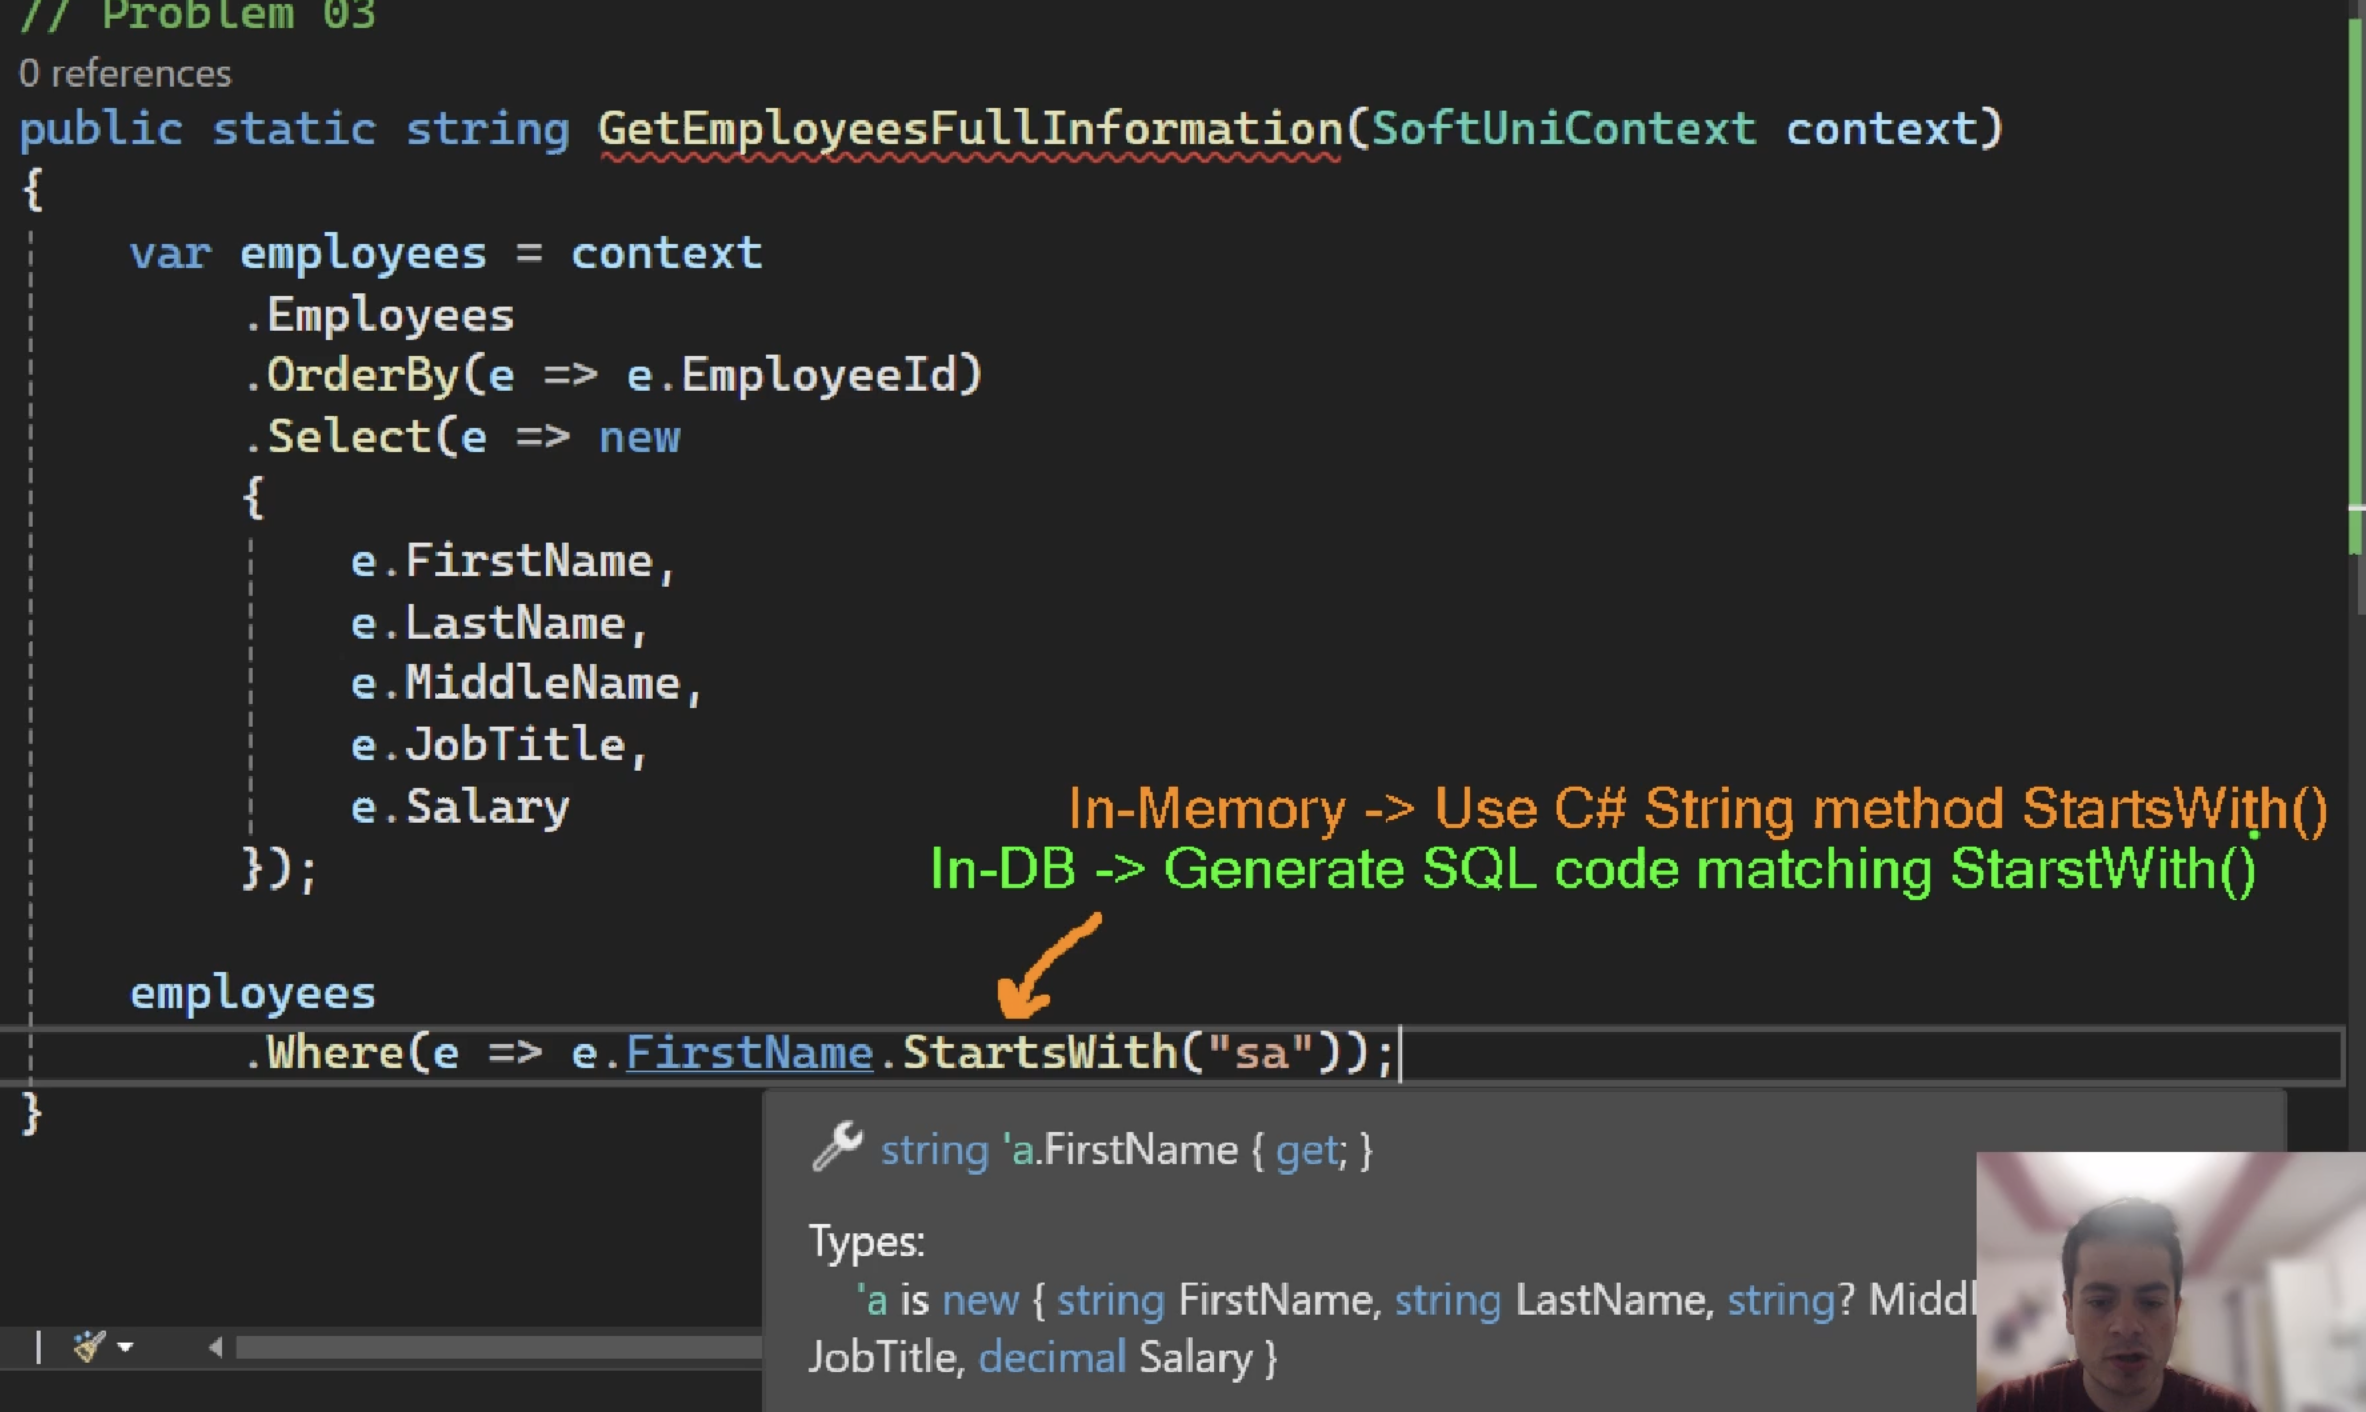 // Problem 03
0 references
public static string GetEmployeesFullInformation(SoftUniContext context)
{
var employees = context
.Employees
.OrderBy(e => e.EmployeeId)
.Select(e => new
{
e.FirstName,
e.LastName,
e.MiddleName,
e.JobTitle,
e.Salary
In-Memory -> Use C# String method StartsWith()
});
In-DB -> Generate SQL code matching StarstWith()
employees
.Where(e => e.FirstName.StartsWith("sa"));
}
string 'a.FirstName { get; }
Types:
'a is new { string FirstName, string LastName, string? Middl
JobTitle, decimal Salary }